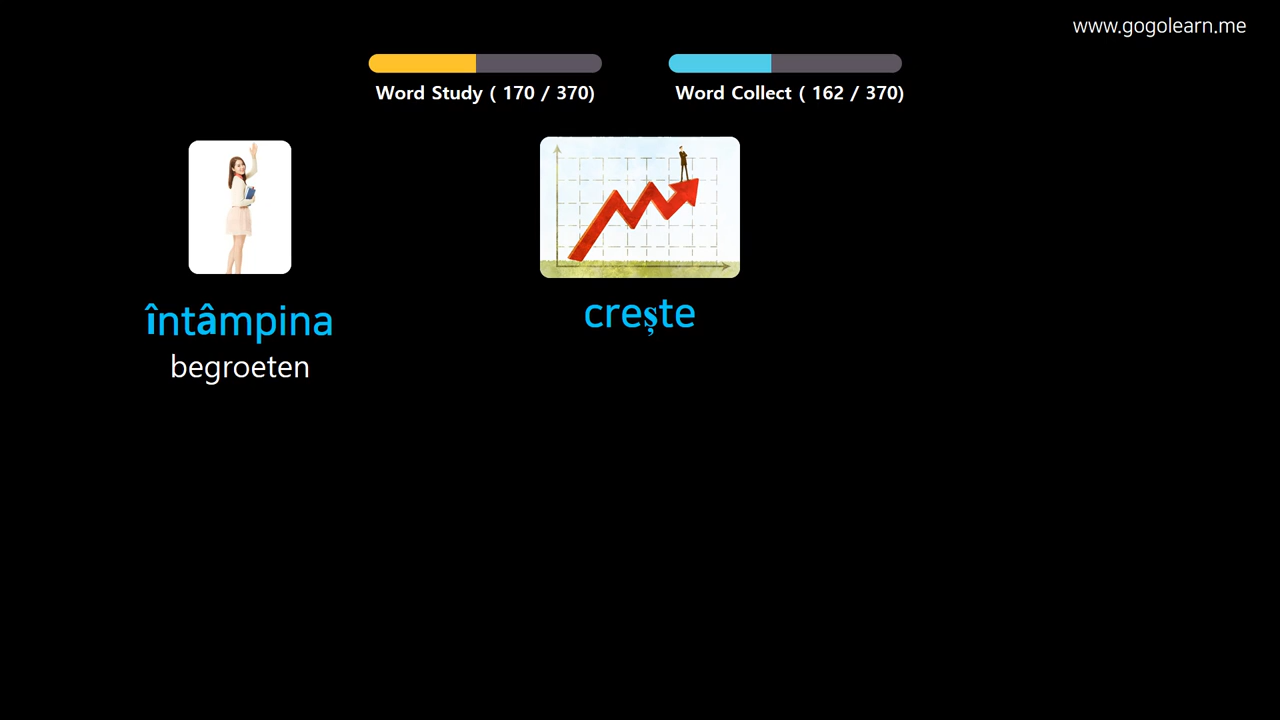 www.gogolearn.me
Word Study ( 170 / 370)
Word Collect ( 162 / 370)
întâmpina
begroeten
crește